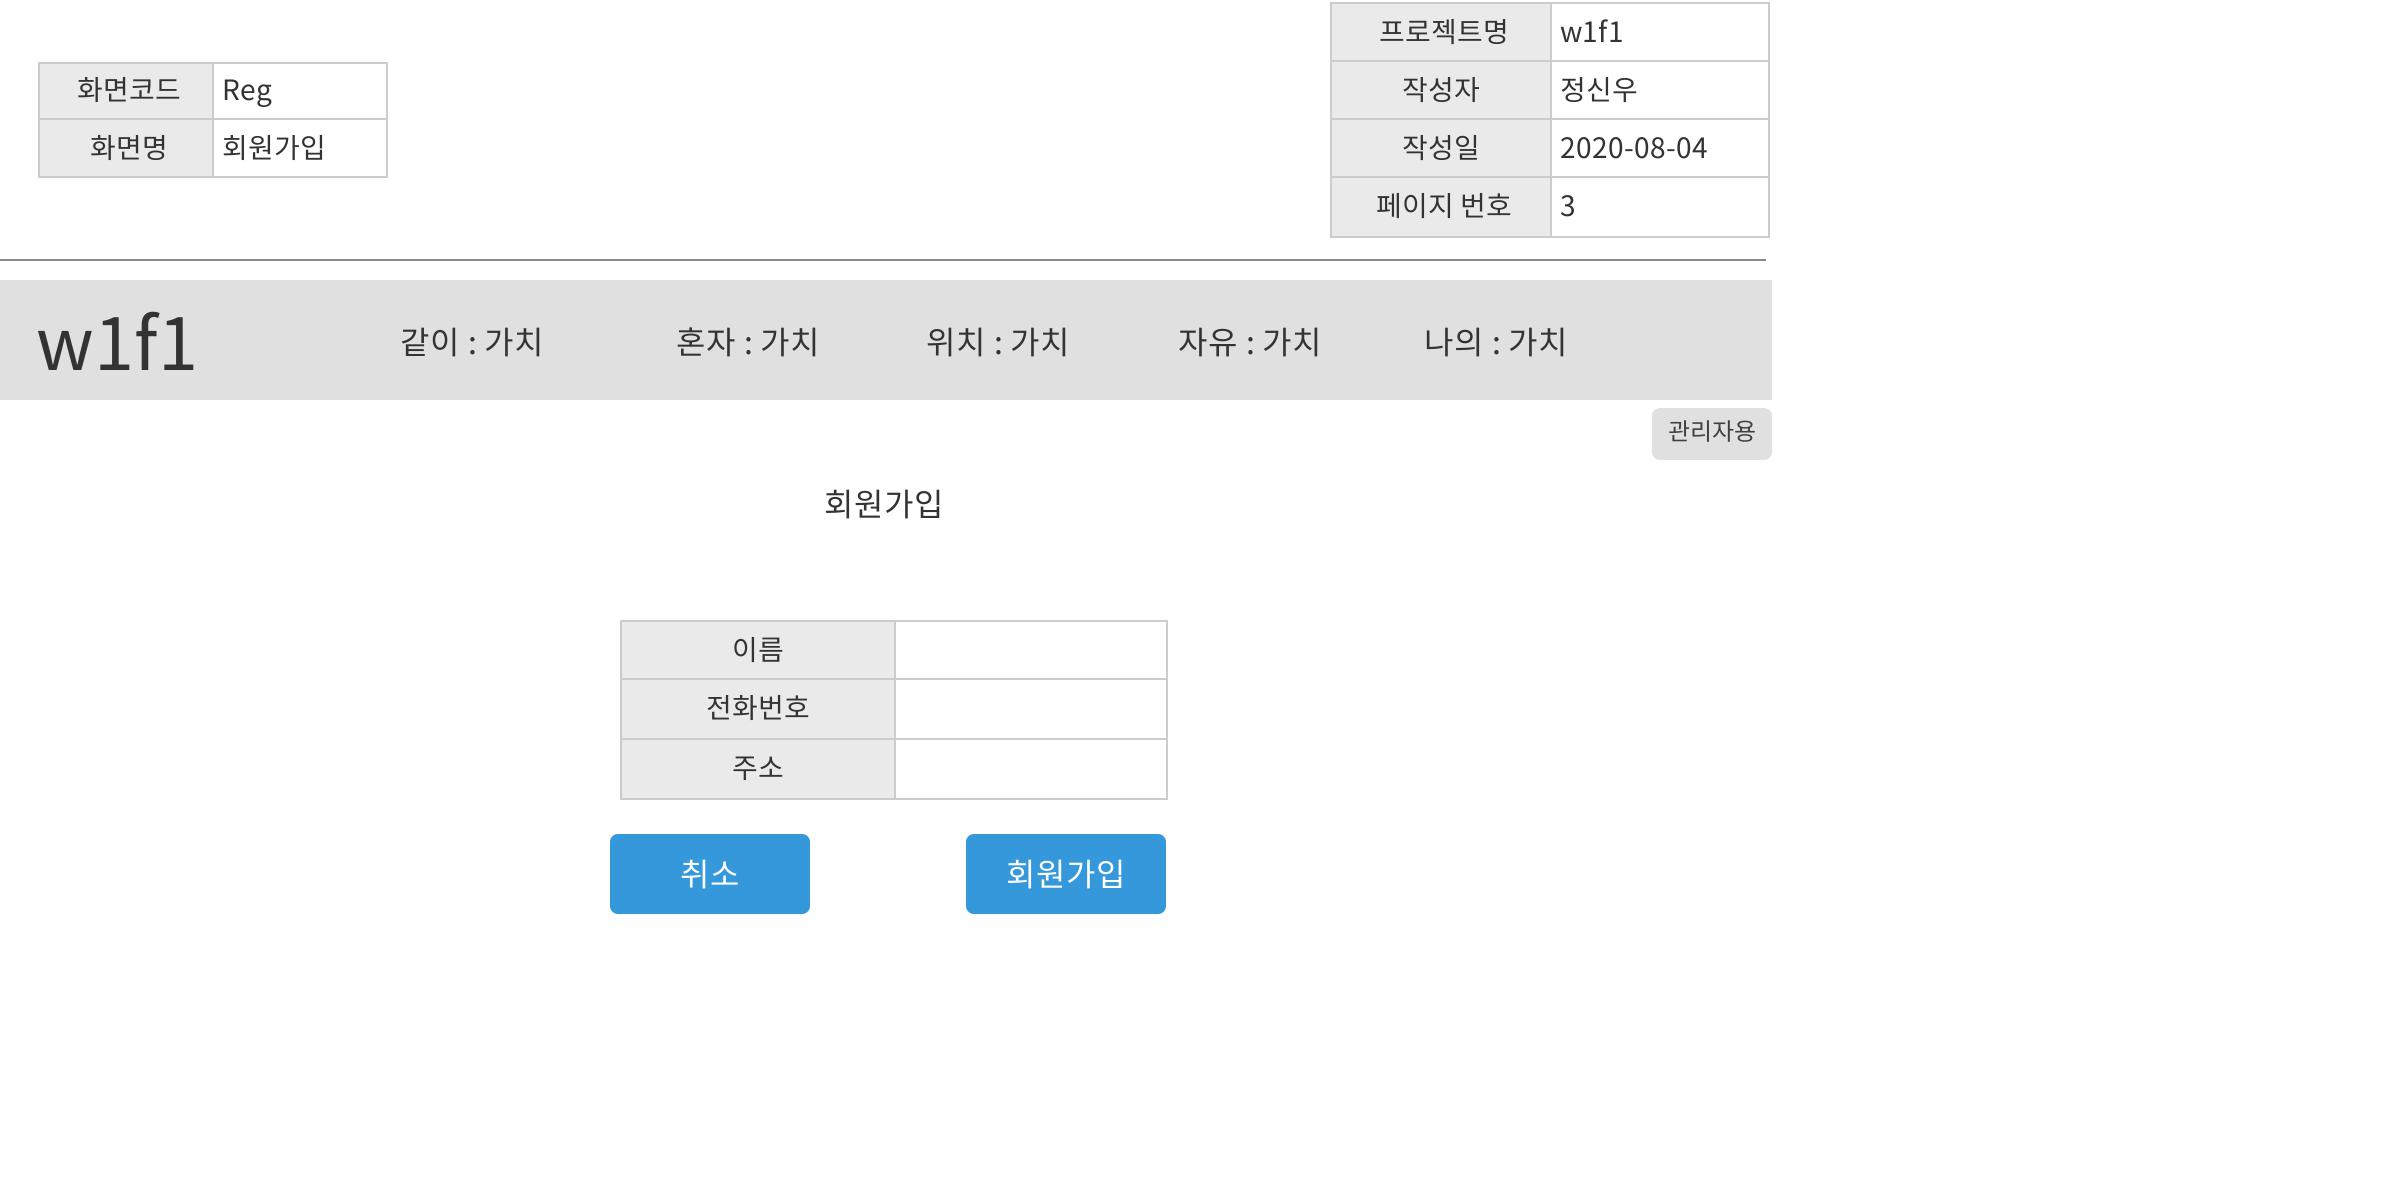 프로젝트명 w1f1
화면코드 Reg
작성자 정신우
화면명 회원가입
작성일 2020-08-04
페이지 번호 3
w1f1 같이 : 가치 혼자 : 가치 위치 : 가치 자유 : 가치 나의 : 가치
관리자용
회원가입
이름
전화번호
주소
취소 회원가입